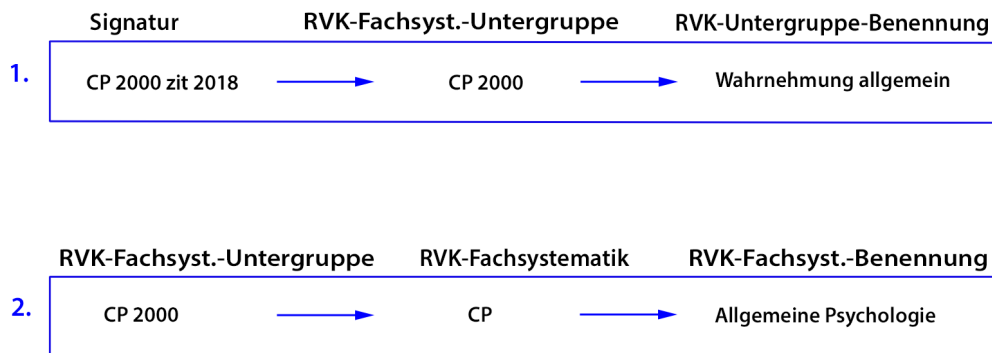 Signatur RVK-Fachsyst.-Untergruppe RVK-Untergruppe-Benennung
1. CP 2000 zit 2018 CP 2000 Wahrnehmung allgemein
RVK-Fachsyst.-Untergruppe RVK-Fachsystematik RVK-Fachsyst.-Benennung
2. CP 2000 CP Allgemeine Psychologie